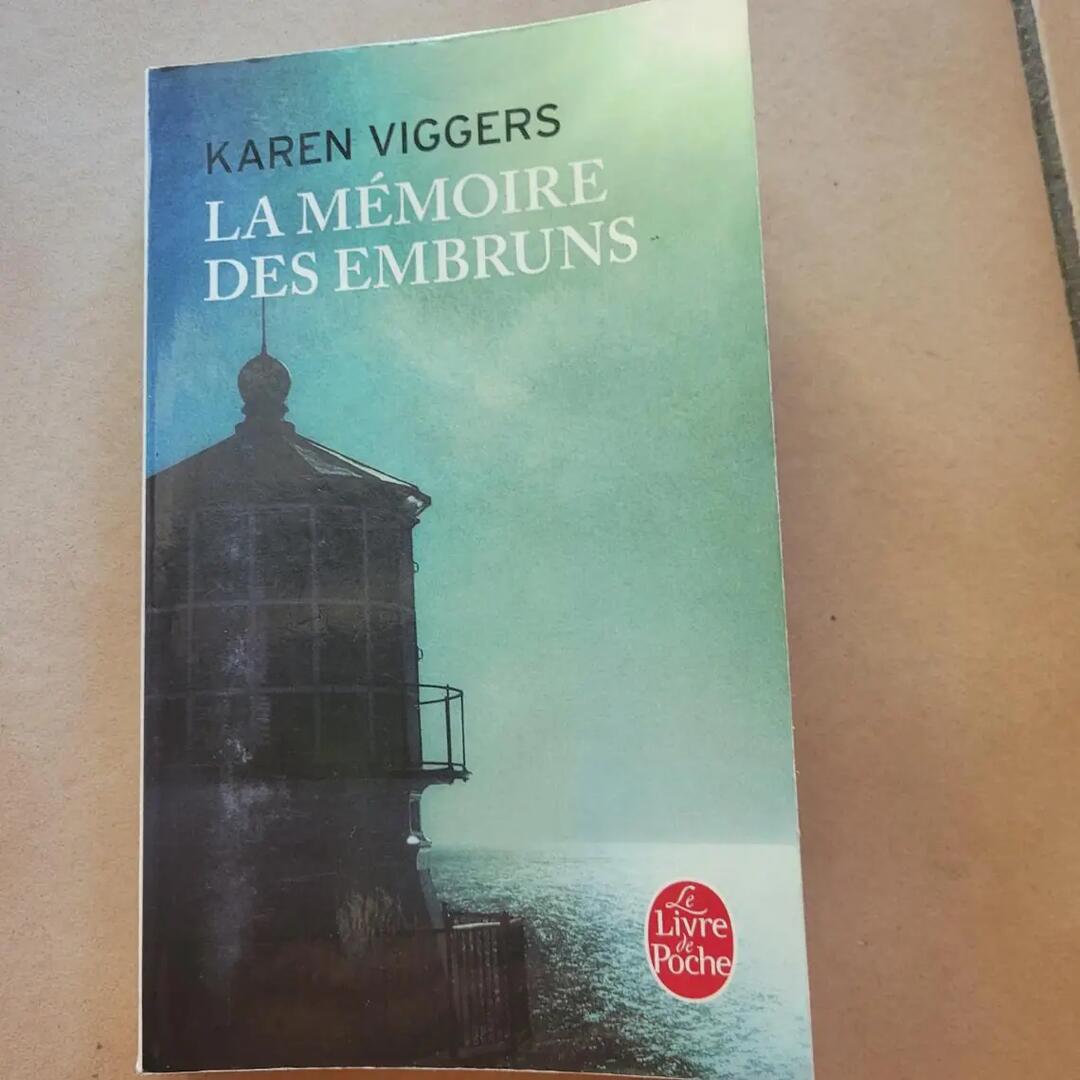 KAREN VIGGERS
LA MÉMOIRE
DES EMBRUNS
Le
Livre
de
Poche